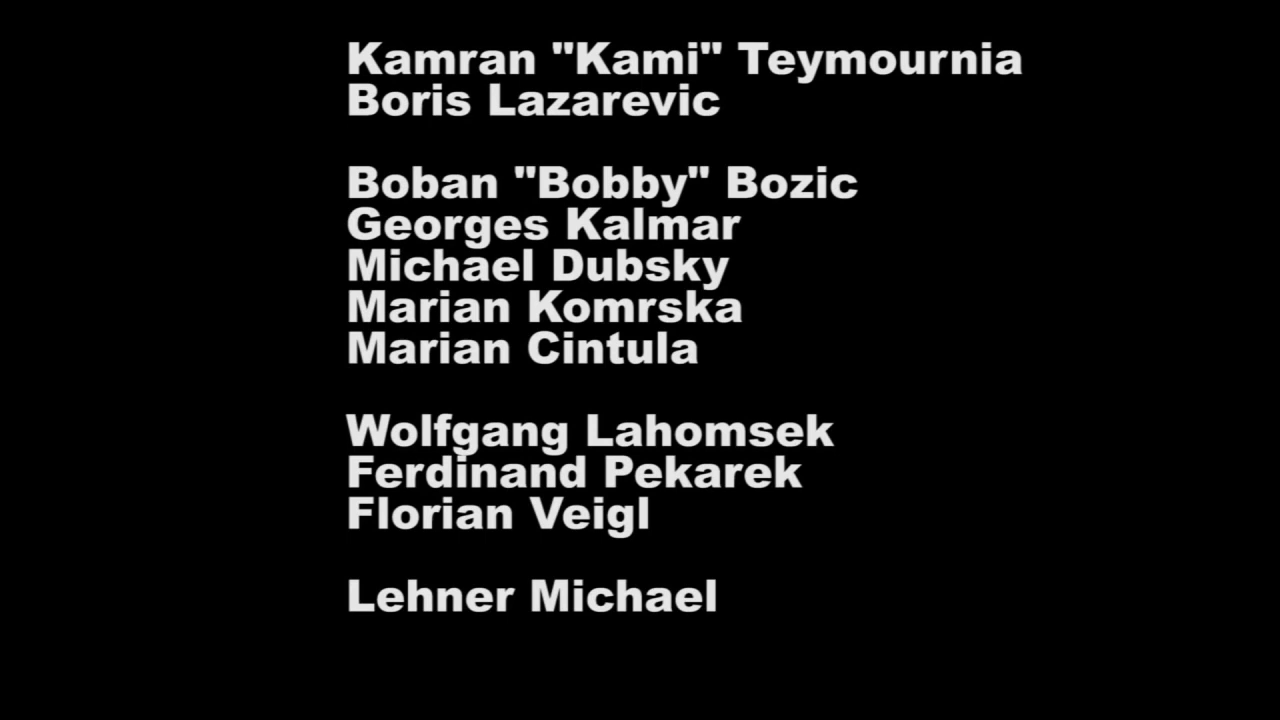 Kamran "Kami" Teymournia
Boris Lazarevic
Boban "Bobby" Bozic
Georges Kalmar
Michael Dubsky
Marian Komrska
Marian Cintula
Wolfgang Lahomsek
Ferdinand Pekarek
Florian Veigl
Lehner Michael